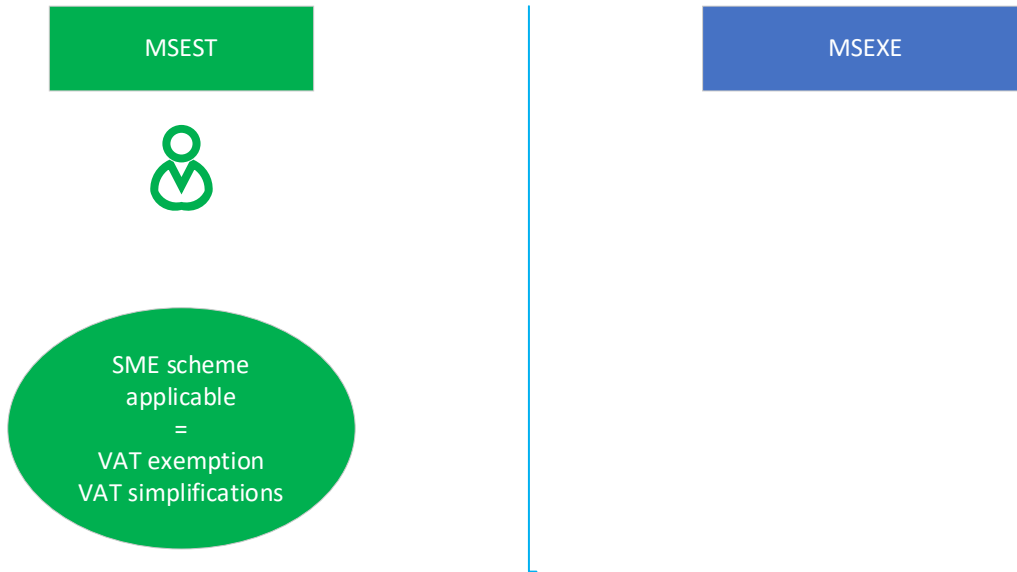 MSEST
MSEXE
SME scheme
applicable
=
VAT exemption
VAT simplifications